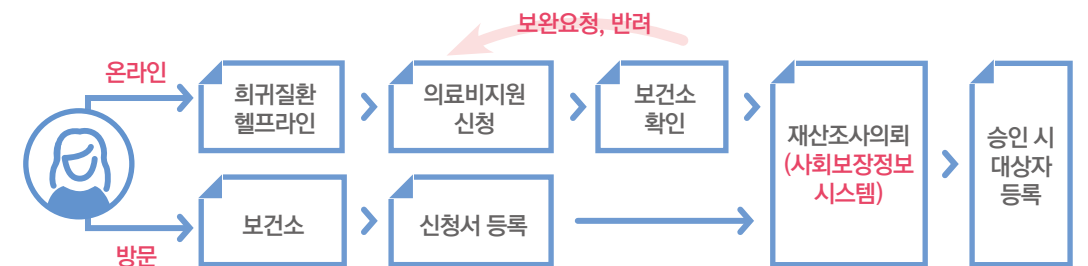 보완요청, 반려
온라인
희귀질환
헬프라인
의료비지원
신청
보건소
확인
재산조사의뢰
(사회보장정보
시스템)
승인 시
대상자
등록
방문
보건소
신청서 등록